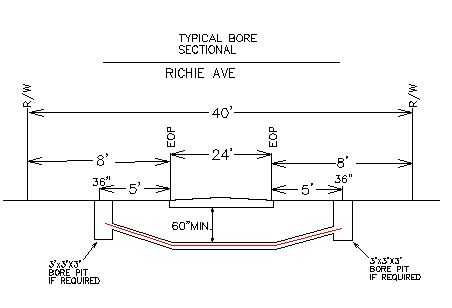 TYPICAL BORE
SECTIONAL
RICHIE AVE
R/W
R/W
40'
EOP
EOP
8'
24'
8'
36"
5'
5'
36"
60"MIN.
3'x3'x3'
BORE PIT
IF REQUIRED
3'x3'x3'
BORE PIT
IF REQUIRED